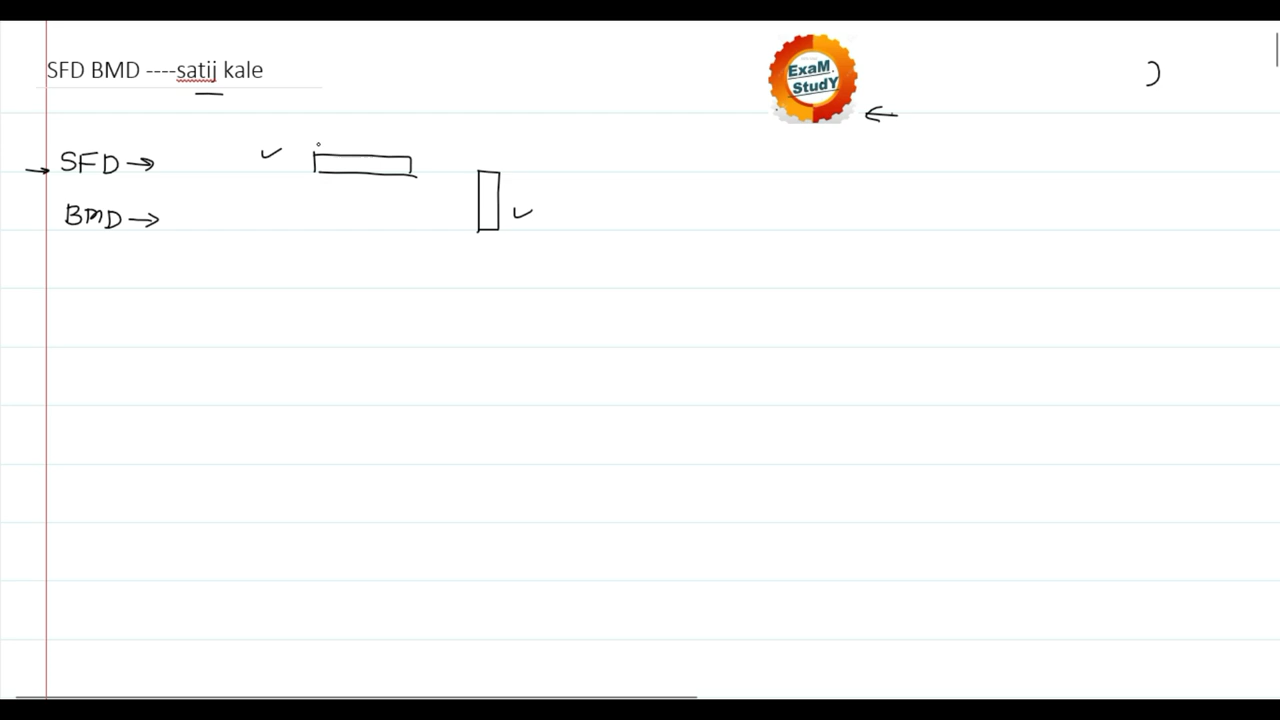 SFD BMD ----satij kale
ExaM
StudY
SFD →
BMD →